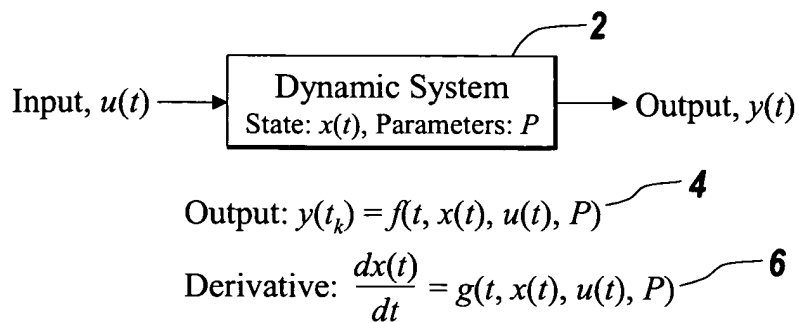 2
Input, u(t)
Dynamic System
State: x(t), Parameters: P
Output, y(t)
Output: y(t_k) = f(t, x(t), u(t), P)
4
Derivative: dx(t)/dt = g(t, x(t), u(t), P)
6